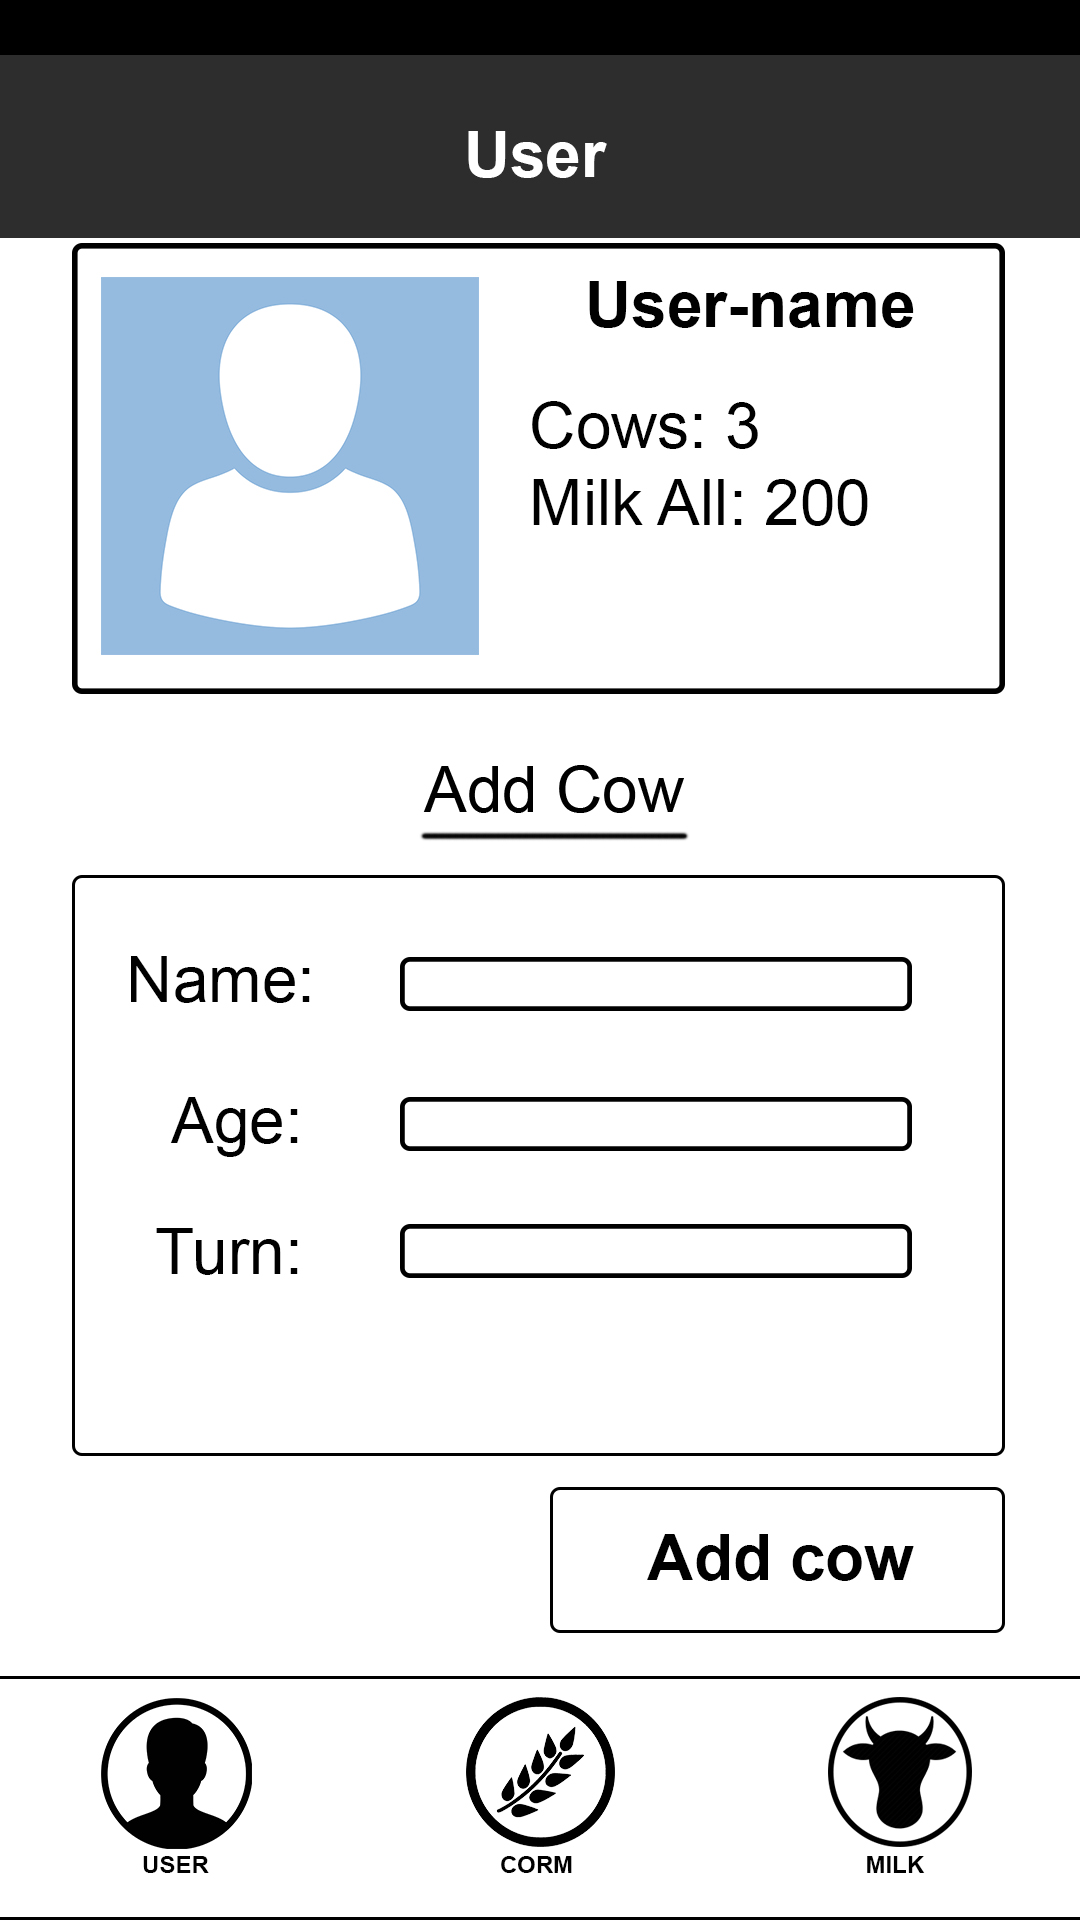 User
User-name
Cows: 3
Milk All: 200
Add Cow
Name:
Age:
Turn:
Add cow
USER
CORM
MILK